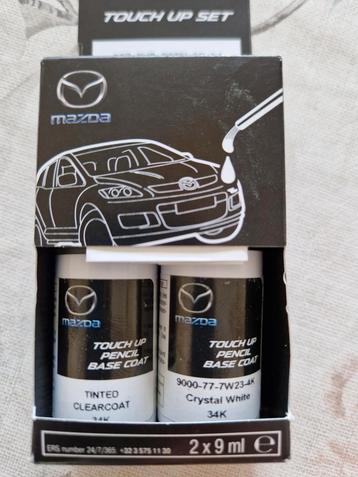 TOUCH UP SET
mazda
mazda
TOUCH UP
PENCIL
BASE COAT
TINTED
CLEARCOAT
34K
mazda
TOUCH UP
PENCIL
BASE COAT
9000-77-7W23-4K
Crystal White
34K
ERS number 24/7/365 +32 3 575 11 30
2 x 9 ml e